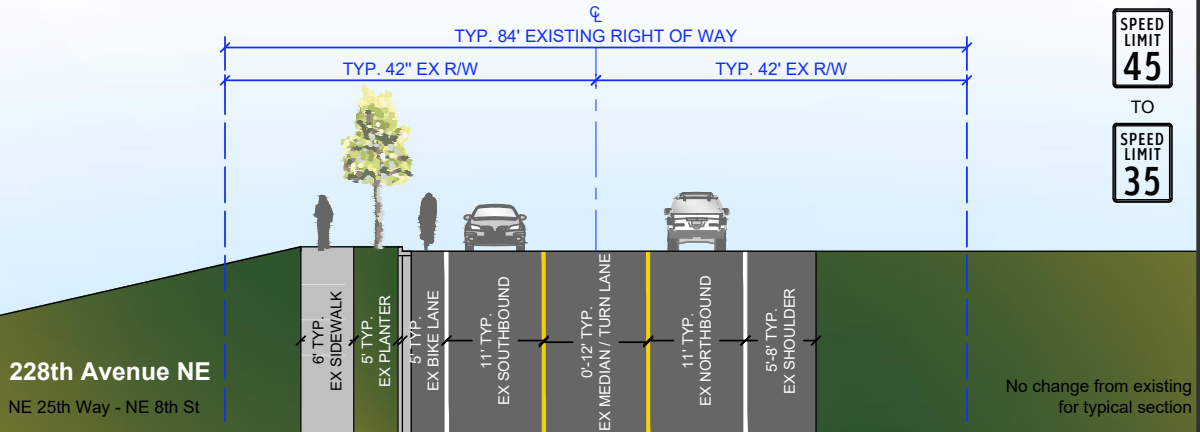 ℄
TYP. 84' EXISTING RIGHT OF WAY
TYP. 42" EX R/W
TYP. 42' EX R/W
SPEED
LIMIT
45
TO
SPEED
LIMIT
35
6' TYP.
EX SIDEWALK
5' TYP.
EX PLANTER
5' TYP.
EX BIKE LANE
11' TYP.
EX SOUTHBOUND
0'-12' TYP.
EX MEDIAN / TURN LANE
11' TYP.
EX NORTHBOUND
5'-8' TYP.
EX SHOULDER
228th Avenue NE
NE 25th Way - NE 8th St
No change from existing
for typical section